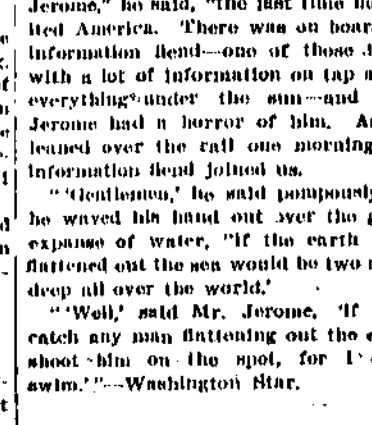 Jerome," he said, "the last time he
ited America. There was on boar
information fiend—one of those
with a lot of information on tap
everything under the sun—and
Jerome had a horror of him. A
leaned over the rail one morning
information fiend joined us.
"'Gentlemen,' he said pompously
he waved his hand out over the g
expanse of water, "if the earth
flattened out the sea would be two
deep all over the world.'
"'Well,' said Mr. Jerome, 'if
catch any man flattening out the e
shoot him on the spot, for I
swim.'"—Washington Star.